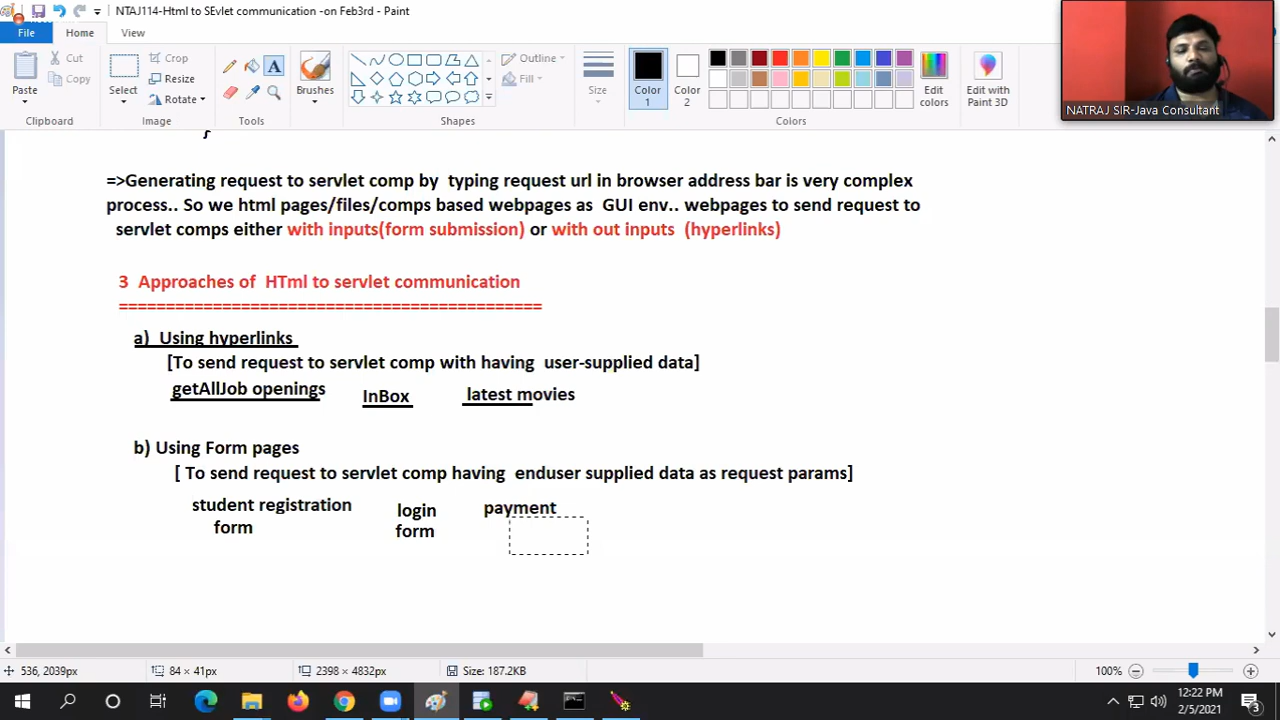 NTAJ114-Html to SEvlet communication -on Feb3rd - Paint
File
Home
View
Paste
Cut
Copy
Clipboard
Select
Crop
Resize
Rotate
Image
A
Tools
Brushes
Shapes
Outline
Fill
Size
Color 1
Color 2
Edit colors
Colors
Edit with Paint 3D
NATRAJ SIR-Java Consultant
=>Generating request to servlet comp by typing request url in browser address bar is very complex
process.. So we html pages/files/comps based webpages as GUI env.. webpages to send request to
servlet comps either with inputs(form submission) or with out inputs (hyperlinks)
3 Approaches of HTml to servlet communication
=============================================
a) Using hyperlinks
[To send request to servlet comp with having user-supplied data]
getAllJob openings InBox latest movies
b) Using Form pages
[ To send request to servlet comp having enduser supplied data as request params]
student registration login payment
form form
536, 2039px 84 × 41px 2398 × 4832px Size: 187.2KB 100%
12:22 PM
2/5/2021
3